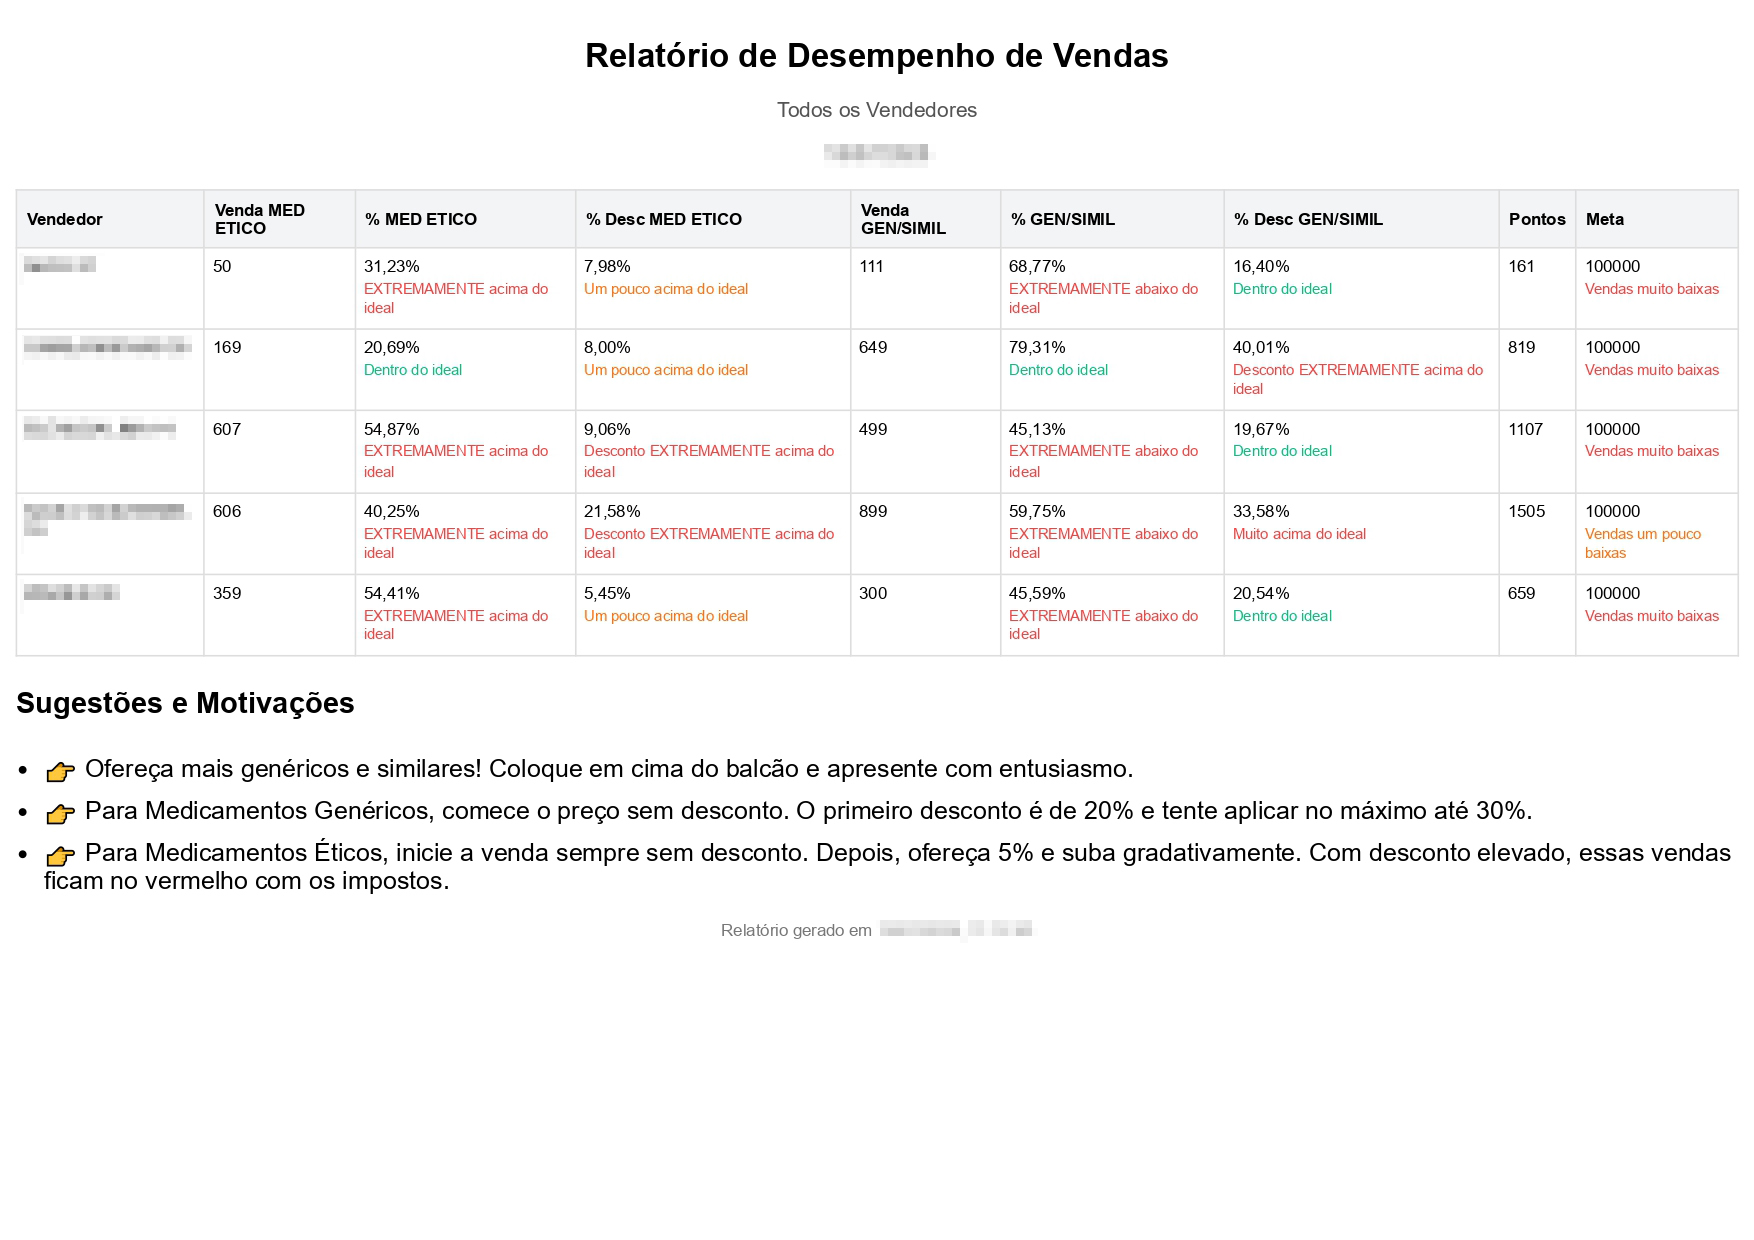 Relatório de Desempenho de Vendas
Todos os Vendedores
Vendedor
Venda MED
ETICO
% MED ETICO
% Desc MED ETICO
Venda
GEN/SIMIL
% GEN/SIMIL
% Desc GEN/SIMIL
Pontos
Meta
50
31,23%
EXTREMAMENTE acima do
ideal
7,98%
Um pouco acima do ideal
111
68,77%
EXTREMAMENTE abaixo do
ideal
16,40%
Dentro do ideal
161
100000
Vendas muito baixas
169
20,69%
Dentro do ideal
8,00%
Um pouco acima do ideal
649
79,31%
Dentro do ideal
40,01%
Desconto EXTREMAMENTE acima do
ideal
819
100000
Vendas muito baixas
607
54,87%
EXTREMAMENTE acima do
ideal
9,06%
Desconto EXTREMAMENTE acima do
ideal
499
45,13%
EXTREMAMENTE abaixo do
ideal
19,67%
Dentro do ideal
1107
100000
Vendas muito baixas
606
40,25%
EXTREMAMENTE acima do
ideal
21,58%
Desconto EXTREMAMENTE acima do
ideal
899
59,75%
EXTREMAMENTE abaixo do
ideal
33,58%
Muito acima do ideal
1505
100000
Vendas um pouco
baixas
359
54,41%
EXTREMAMENTE acima do
ideal
5,45%
Um pouco acima do ideal
300
45,59%
EXTREMAMENTE abaixo do
ideal
20,54%
Dentro do ideal
659
100000
Vendas muito baixas
Sugestões e Motivações
• 👉 Ofereça mais genéricos e similares! Coloque em cima do balcão e apresente com entusiasmo.
• 👉 Para Medicamentos Genéricos, comece o preço sem desconto. O primeiro desconto é de 20% e tente aplicar no máximo até 30%.
• 👉 Para Medicamentos Éticos, inicie a venda sempre sem desconto. Depois, ofereça 5% e suba gradativamente. Com desconto elevado, essas vendas
ficam no vermelho com os impostos.
Relatório gerado em